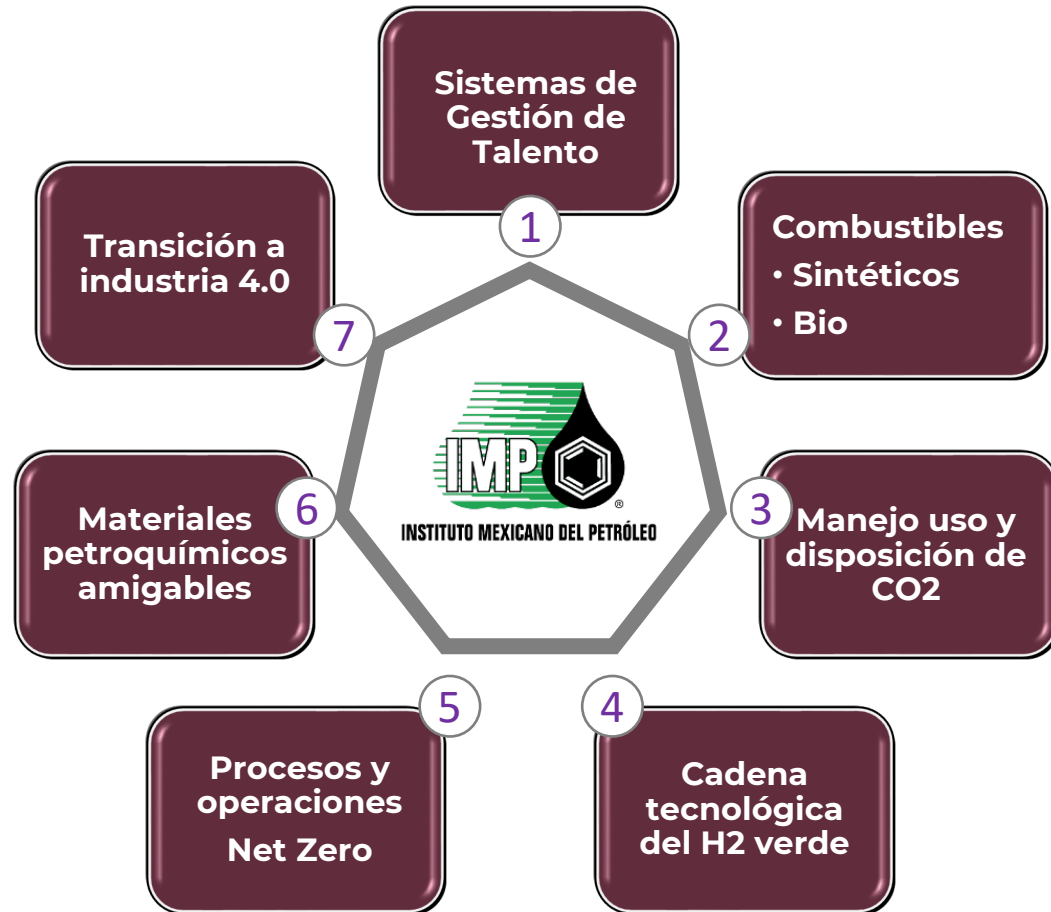 Sistemas de
Gestión de
Talento
1
Combustibles
• Sintéticos
• Bio
2
Manejo uso y
disposición de
CO2
3
Cadena
tecnológica
del H2 verde
4
Procesos y
operaciones
Net Zero
5
Materiales
petroquímicos
amigables
6
Transición a
industria 4.0
7
IMP
®
INSTITUTO MEXICANO DEL PETRÓLEO